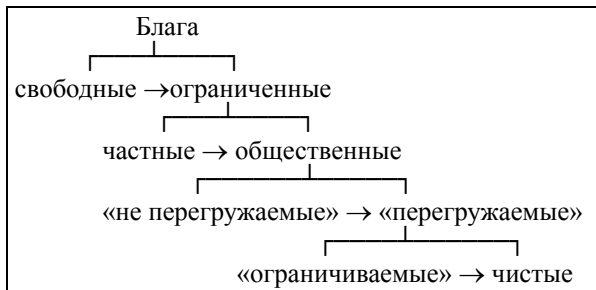 Блага
свободные →ограниченные
частные → общественные
«не перегружаемые» → «перегружаемые»
«ограничиваемые» → чистые